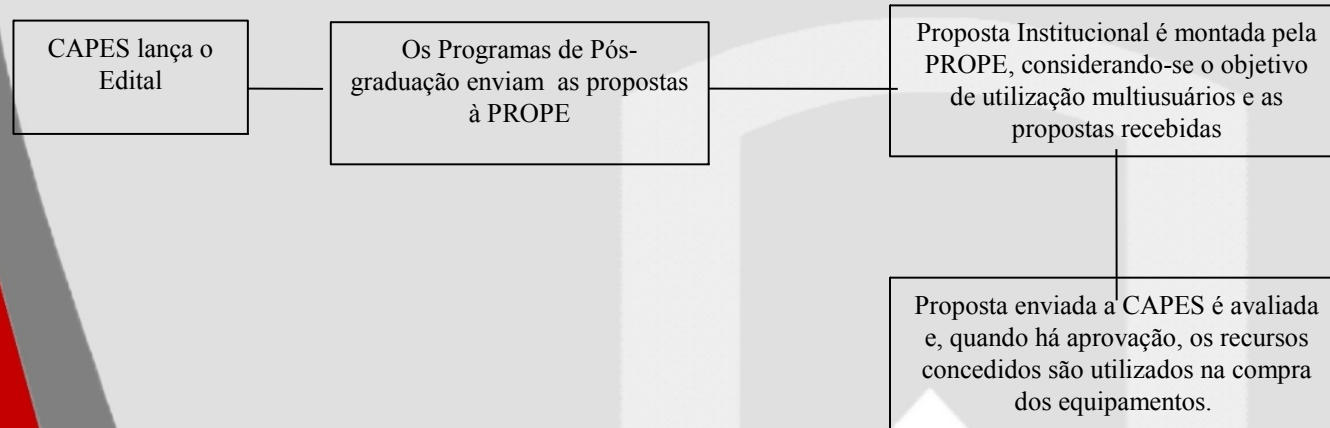 CAPES lança o
Edital
Os Programas de Pós-
graduação enviam as propostas
à PROPE
Proposta Institucional é montada pela
PROPE, considerando-se o objetivo
de utilização multiusuários e as
propostas recebidas
Proposta enviada a CAPES é avaliada
e, quando há aprovação, os recursos
concedidos são utilizados na compra
dos equipamentos.